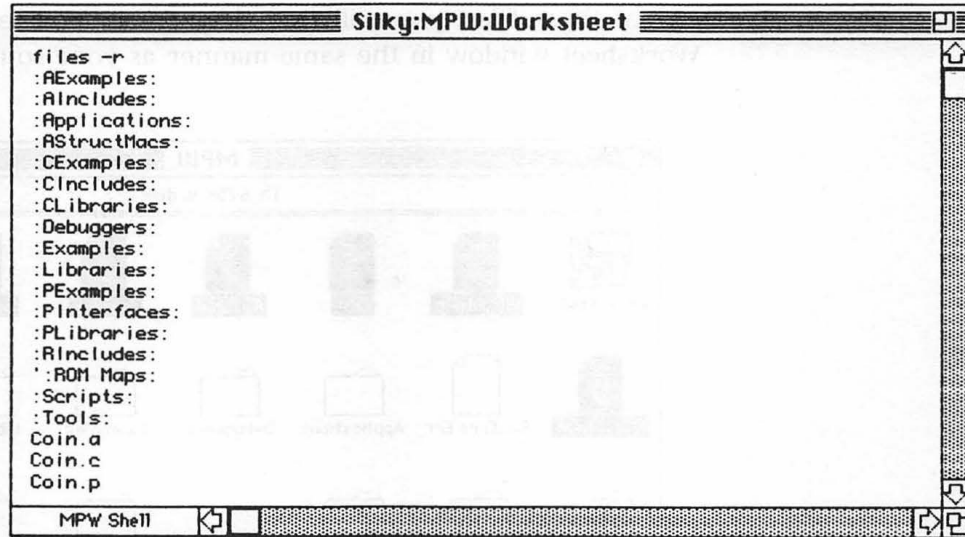 Silky:MPW:Worksheet
files -r
:AExamples:
:AIncludes:
:Applications:
:AStructMacs:
:CExamples:
:CIncludes:
:CLibraries:
:Debuggers:
:Examples:
:Libraries:
:PExamples:
:PInterfaces:
:PLibraries:
:RIncludes:
':ROM Maps:
:Scripts:
:Tools:
Coin.a
Coin.c
Coin.p
MPW Shell